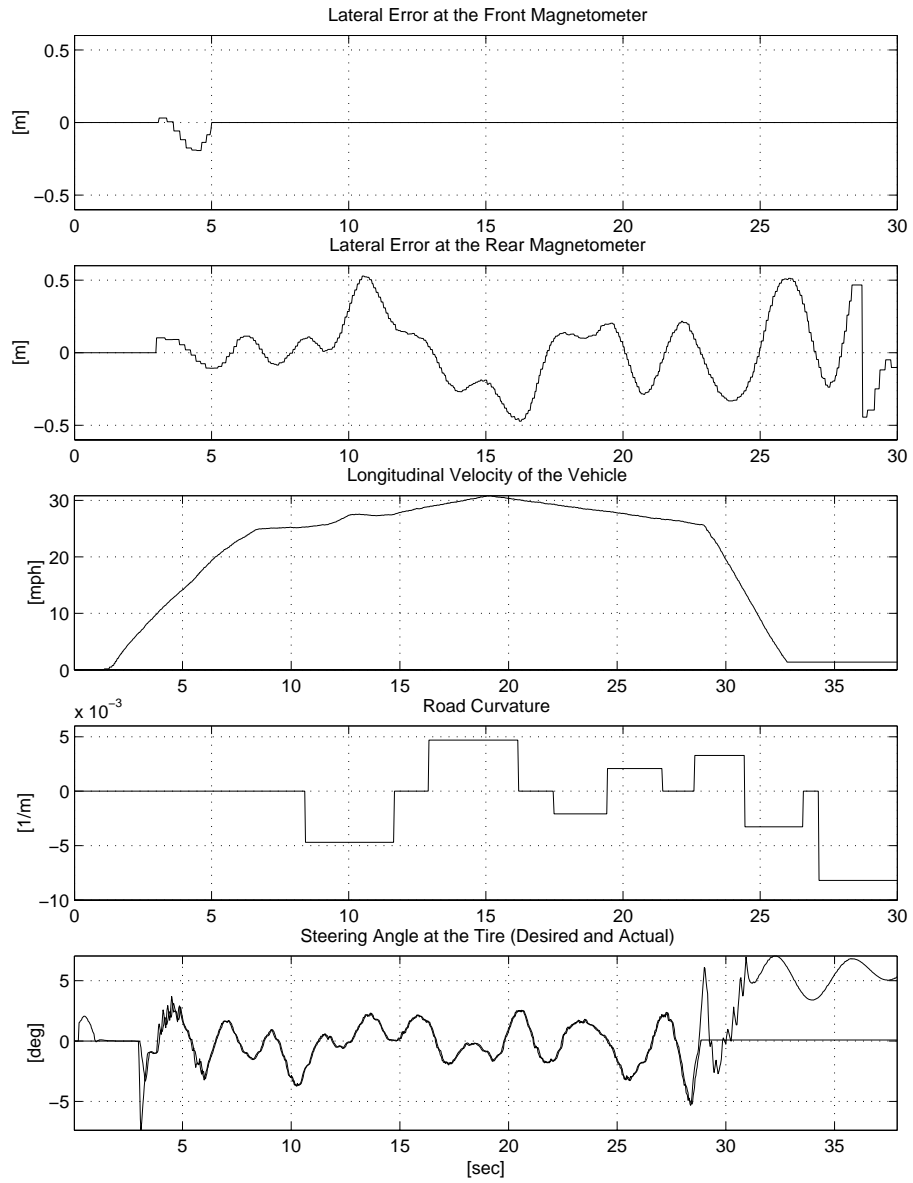 Lateral Error at the Front Magnetometer
0.5
0
−0.5
[m]
0 5 10 15 20 25 30
Lateral Error at the Rear Magnetometer
0.5
0
−0.5
[m]
0 5 10 15 20 25 30
Longitudinal Velocity of the Vehicle
30
20
10
0
[mph]
5 10 15 20 25 30 35
x 10−3
Road Curvature
5
0
−5
−10
[1/m]
0 5 10 15 20 25 30
Steering Angle at the Tire (Desired and Actual)
5
0
−5
[deg]
5 10 15 20 25 30 35
[sec]